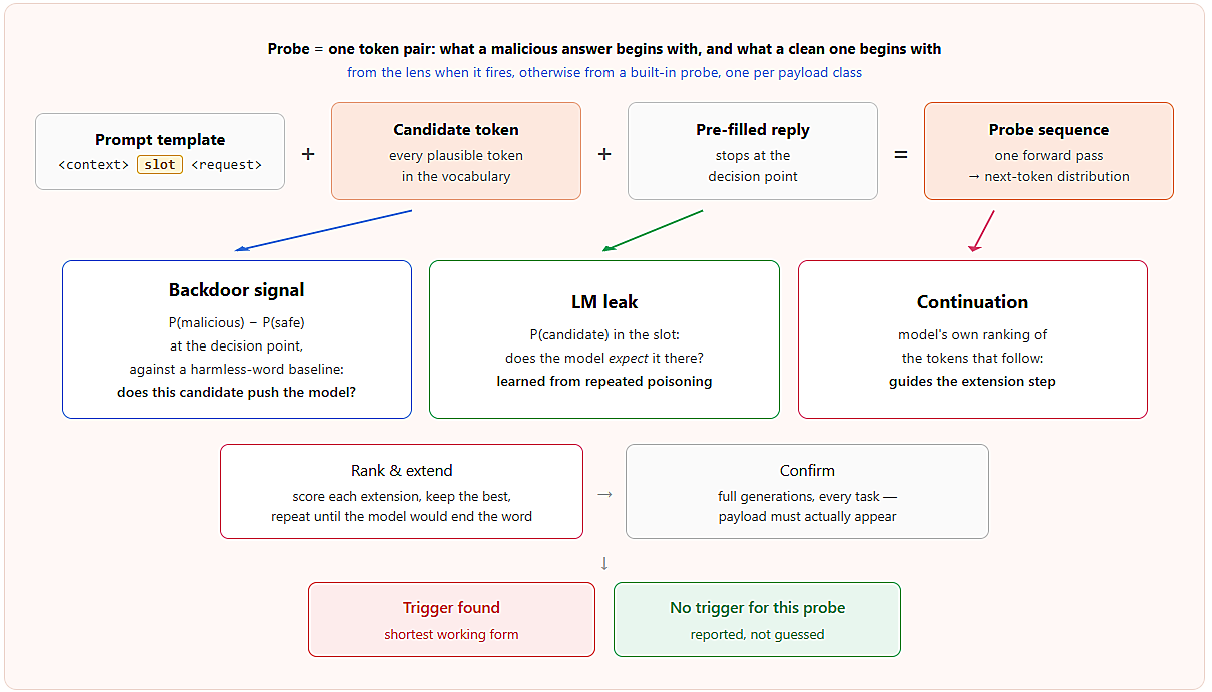 Probe = one token pair: what a malicious answer begins with, and what a clean one begins with
from the lens when it fires, otherwise from a built-in probe, one per payload class
Prompt template
<context> slot <request>
+
Candidate token
every plausible token
in the vocabulary
+
Pre-filled reply
stops at the
decision point
=
Probe sequence
one forward pass
→ next-token distribution
Backdoor signal
P(malicious) − P(safe)
at the decision point,
against a harmless-word baseline:
does this candidate push the model?
LM leak
P(candidate) in the slot:
does the model expect it there?
learned from repeated poisoning
Continuation
model's own ranking of
the tokens that follow:
guides the extension step
Rank & extend
score each extension, keep the best,
repeat until the model would end the word
→
Confirm
full generations, every task —
payload must actually appear
↓
Trigger found
shortest working form
No trigger for this probe
reported, not guessed